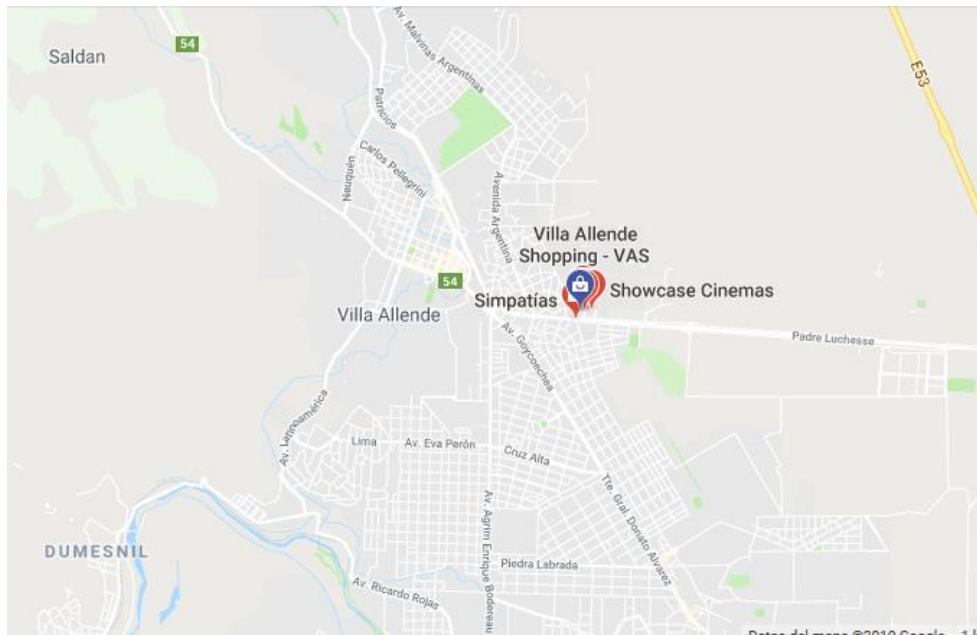 Saldan
54
Av. Malvinas Argentinas
E53
Patricios
Carlos Pellegrini
Neuquen
Avenida Argentina
Villa Allende
Shopping - VAS
54
Simpatías
Showcase Cinemas
Villa Allende
Av. Goycoechea
Padre Luchesse
Av. Latinoamérica
Lima
Av. Eva Perón
Cruz Alta
Tte. Gral. Donato Alvarez
Av. Agrim Enrique Bodereau
DUMESNIL
Piedra Labrada
Av. Ricardo Rojas
Datos del mapa ©2019 Google